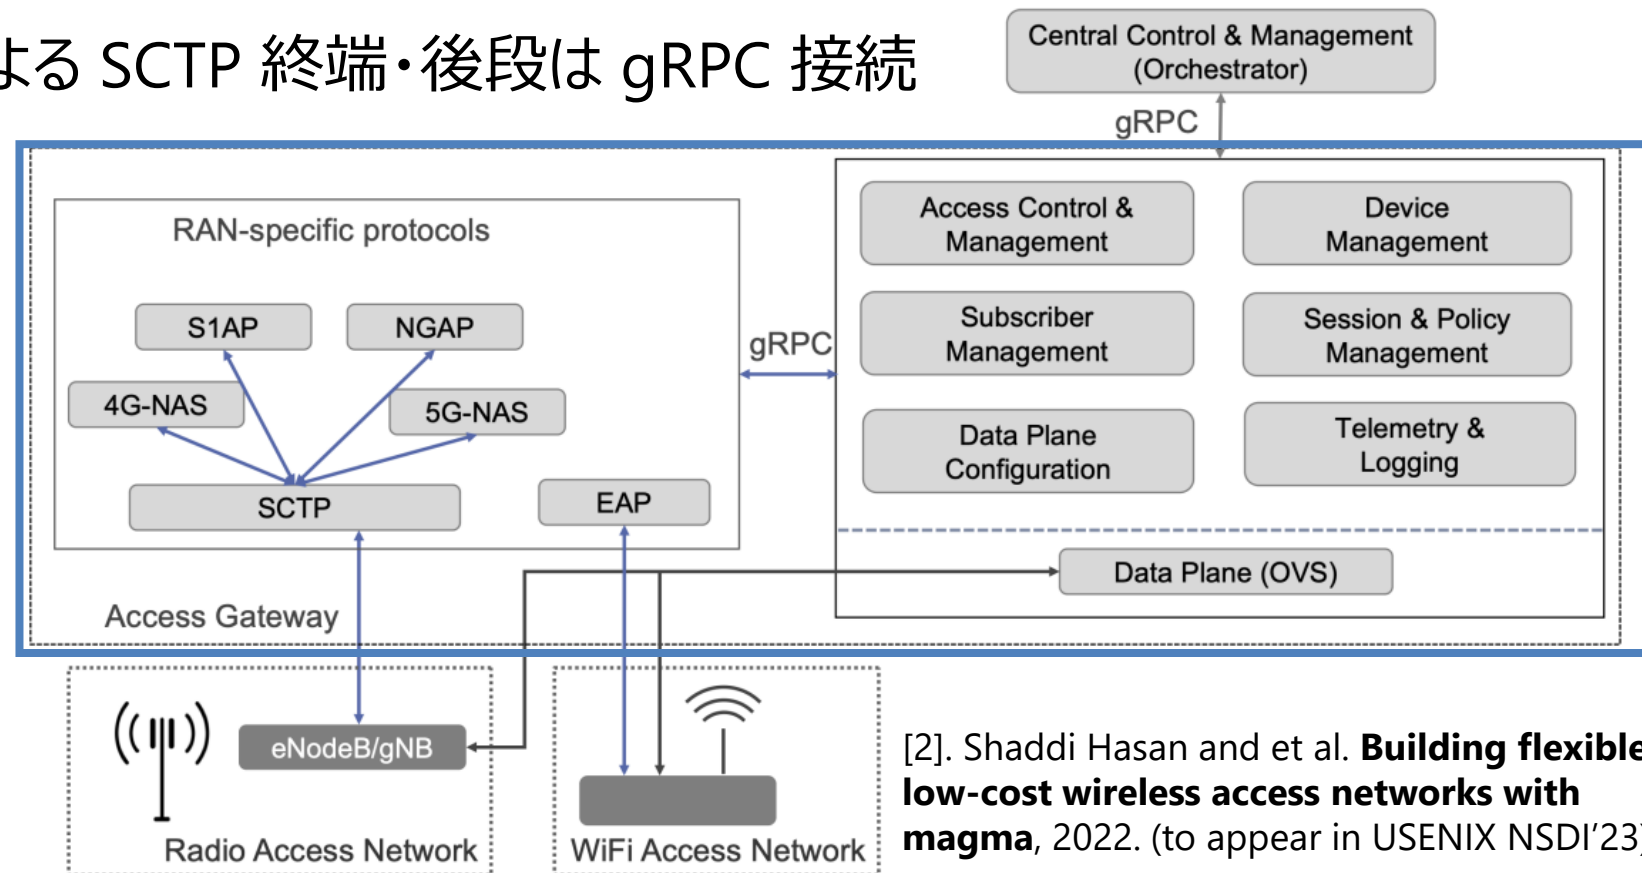 よる SCTP 終端・後段は gRPC 接続
Central Control & Management
(Orchestrator)
gRPC
RAN-specific protocols
S1AP
NGAP
4G-NAS
5G-NAS
SCTP
EAP
gRPC
Access Control &
Management
Device
Management
Subscriber
Management
Session & Policy
Management
Data Plane
Configuration
Telemetry &
Logging
Data Plane (OVS)
Access Gateway
eNodeB/gNB
Radio Access Network
WiFi Access Network
[2]. Shaddi Hasan and et al. Building flexible
low-cost wireless access networks with
magma, 2022. (to appear in USENIX NSDI’23)